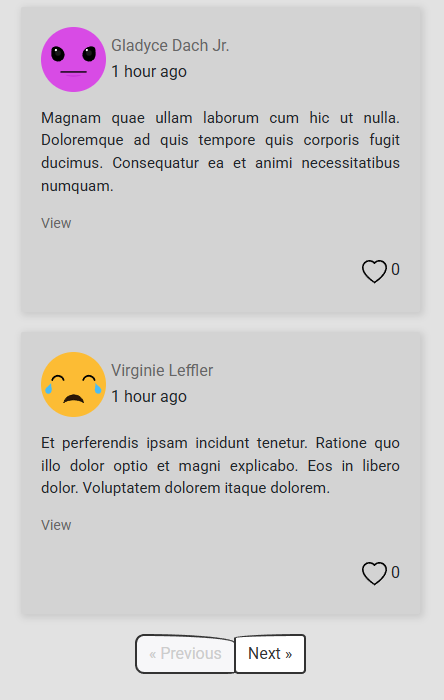 Gladyce Dach Jr.
1 hour ago
Magnam quae ullam laborum cum hic ut nulla.
Doloremque ad quis tempore quis corporis fugit
ducimus. Consequatur ea et animi necessitatibus
numquam.
View
0
Virginie Leffler
1 hour ago
Et perferendis ipsam incidunt tenetur. Ratione quo
illo dolor optio et magni explicabo. Eos in libero
dolor. Voluptatem dolorem itaque dolorem.
View
0
« Previous Next »